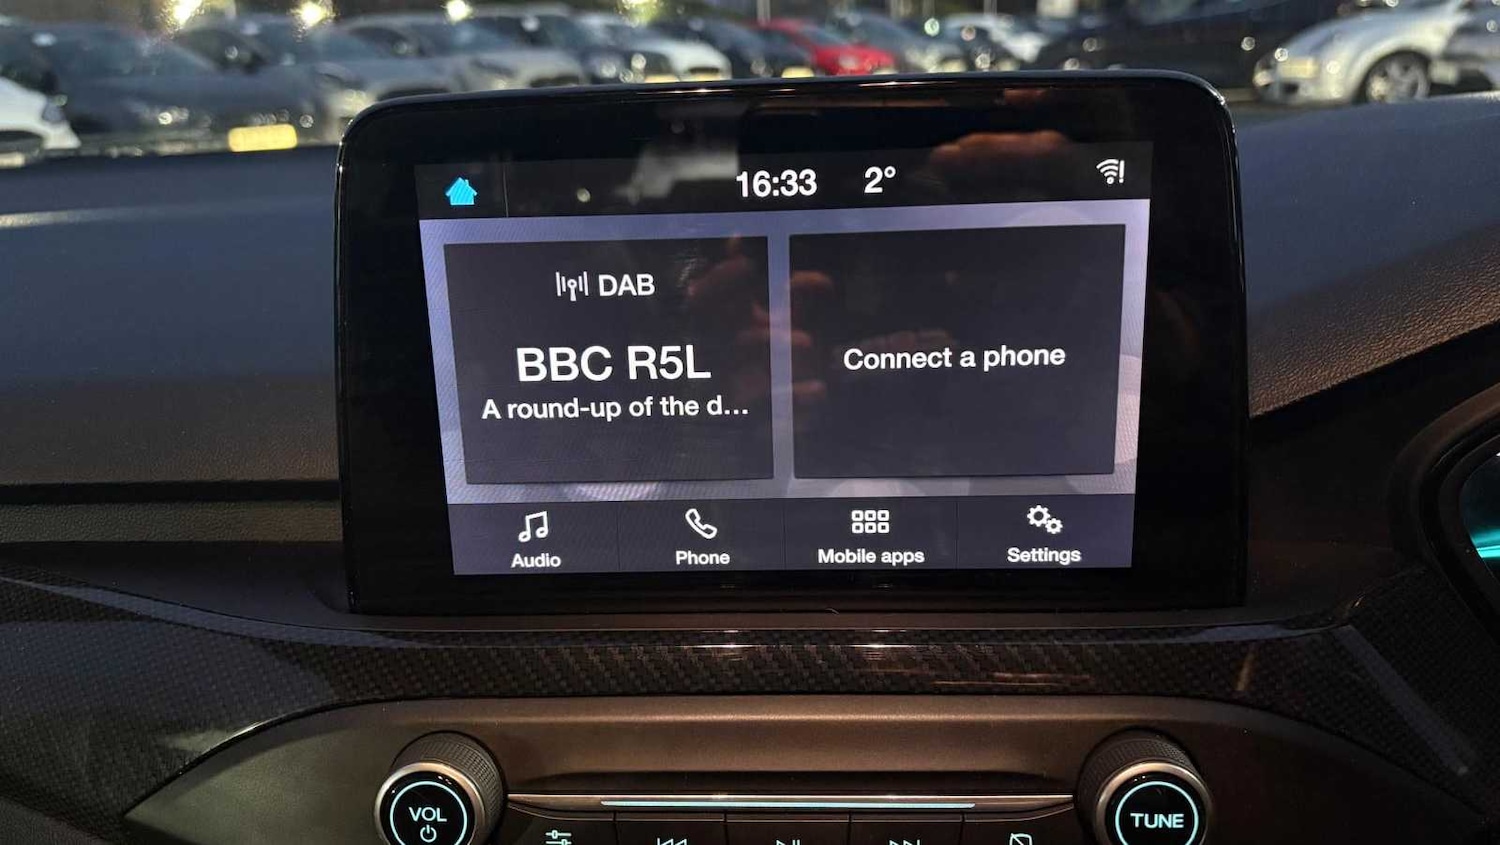 16:33 2°
DAB
BBC R5L
A round-up of the d...
Connect a phone
Audio
Phone
Mobile apps
Settings
VOL
TUNE